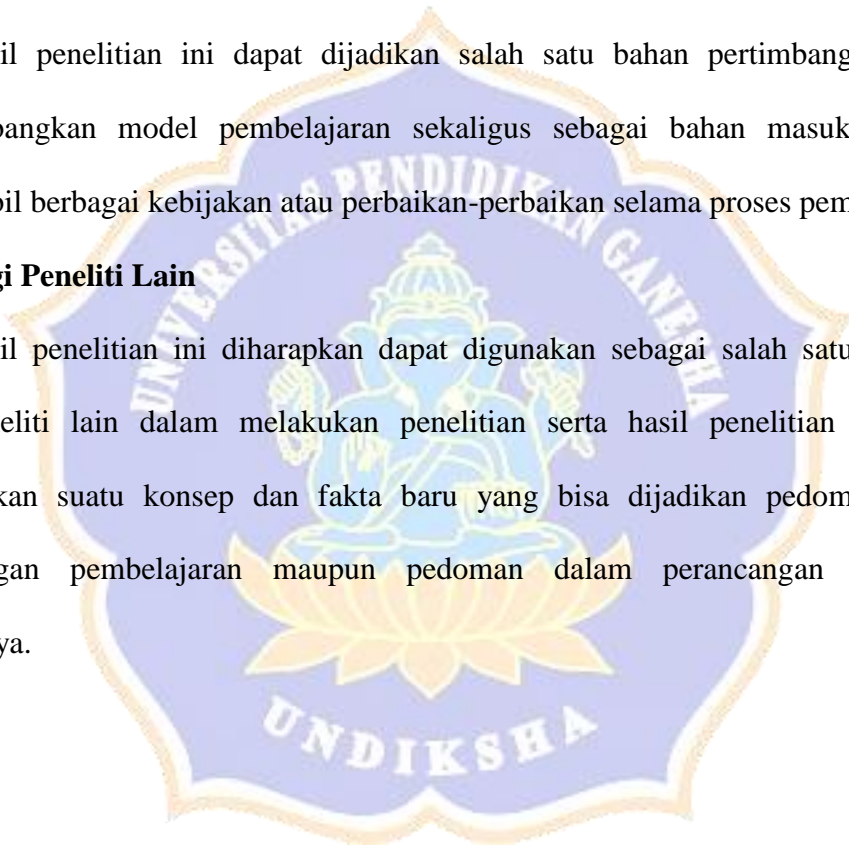 il penelitian ini dapat dijadikan salah satu bahan pertimbang
bangkan model pembelajaran sekaligus sebagai bahan masuk
bil berbagai kebijakan atau perbaikan-perbaikan selama proses pem
gi Peneliti Lain
il penelitian ini diharapkan dapat digunakan sebagai salah satu
eliti lain dalam melakukan penelitian serta hasil penelitian
kan suatu konsep dan fakta baru yang bisa dijadikan pedom
gan pembelajaran maupun pedoman dalam perancangan
ya.
UNIVERSITAS PENDIDIKAN GANESHA
UNDIKSHA